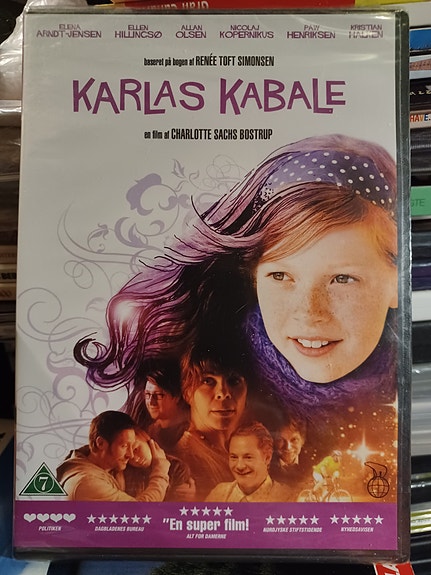 ELENA ARNDT-JENSEN
ELLEN HILLINGSØ
ALLAN OLSEN
NICOLAJ KOPERNIKUS
PAW HENRIKSEN
KRISTIAN HALKEN
baseret på bogen af RENÉE TOFT SIMONSEN
KARLAS KABALE
en film af CHARLOTTE SACHS BOSTRUP
7
POLITIKEN
DAGBLADENES BUREAU
"En super film!
ALT FOR DAMERNE
NORDJYSKE STIFTSTIDENDE
NYHEDSAVISEN